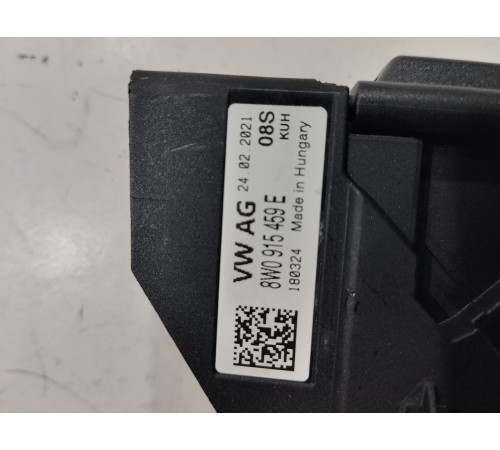 VW AG 24.02.2021 08S
KUH
8W0 915 459 E
180324 Made in Hungary